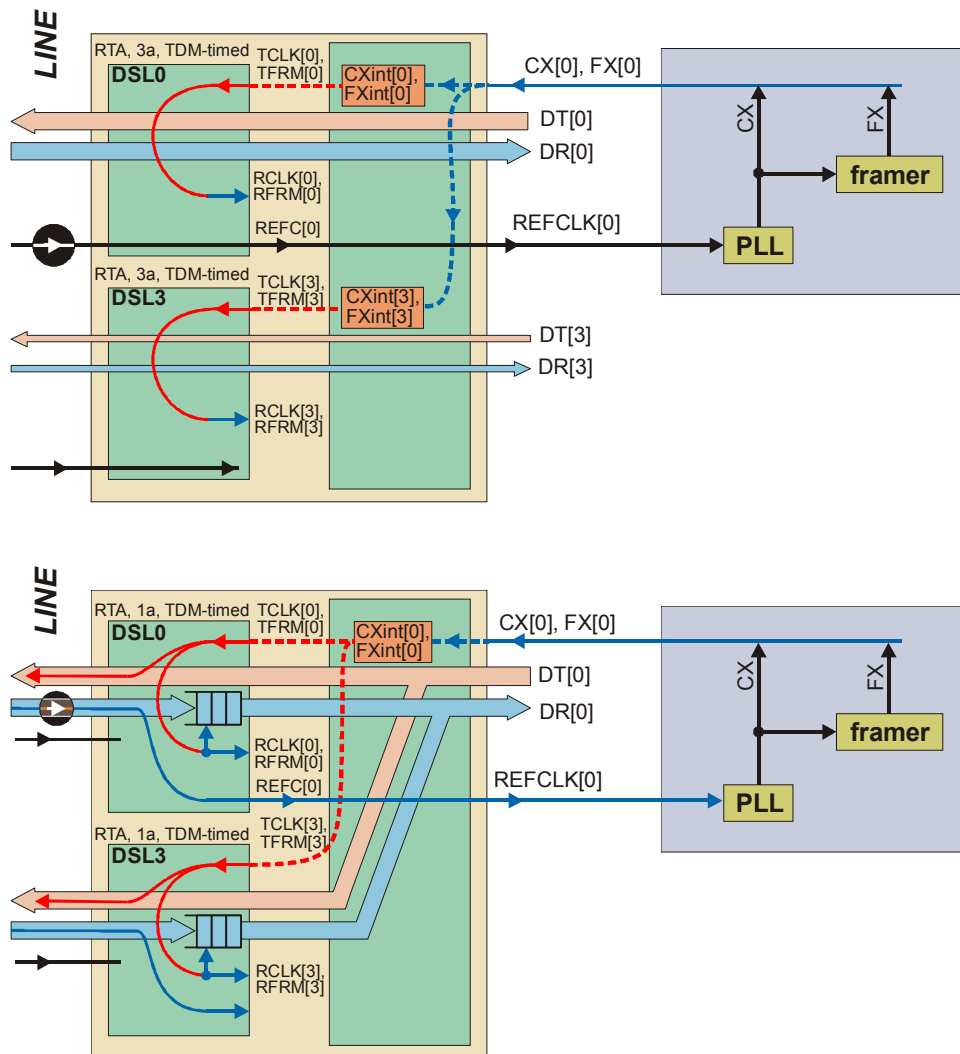 LINE
RTA, 3a, TDM-timed
DSL0
TCLK[0],
TFRM[0]
CXint[0],
FXint[0]
CX[0], FX[0]
DT[0]
DR[0]
CX
FX
framer
RCLK[0],
RFRM[0]
REFC[0]
REFCLK[0]
PLL
RTA, 3a, TDM-timed
DSL3
TCLK[3],
TFRM[3]
CXint[3],
FXint[3]
DT[3]
DR[3]
RCLK[3],
RFRM[3]
LINE
RTA, 1a, TDM-timed
DSL0
TCLK[0],
TFRM[0]
CXint[0],
FXint[0]
CX[0], FX[0]
DT[0]
DR[0]
CX
FX
framer
RCLK[0],
RFRM[0]
REFC[0]
REFCLK[0]
PLL
RTA, 1a, TDM-timed
DSL3
TCLK[3],
TFRM[3]
RCLK[3],
RFRM[3]